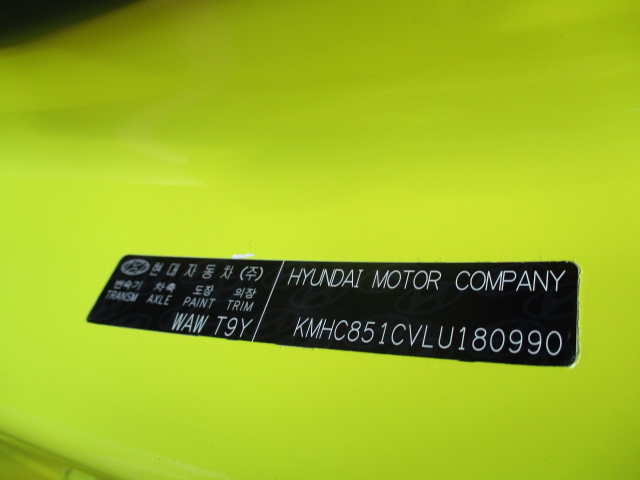 현대자동차(주)
변속기 차축 도장 의장
TRANSM AXLE PAINT TRIM
WAW T9Y
HYUNDAI MOTOR COMPANY
KMHC851CVLU180990